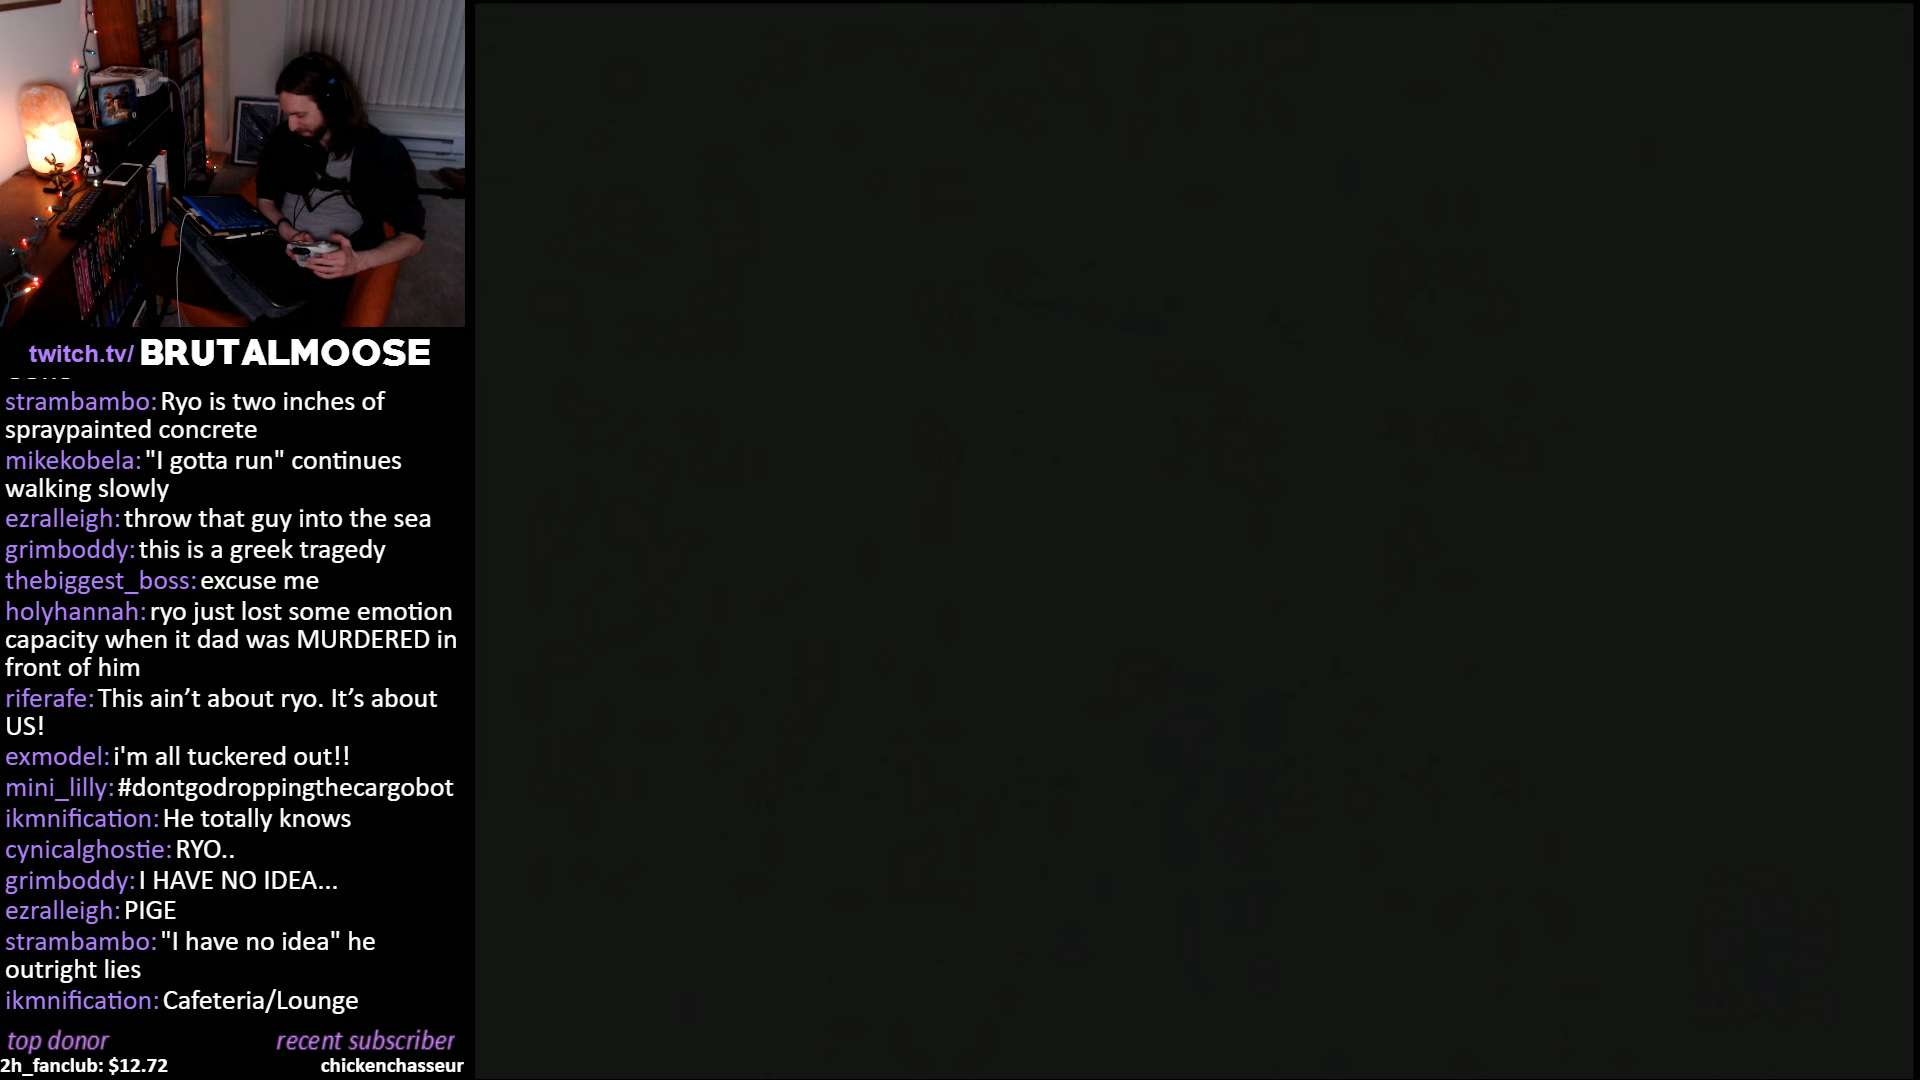 twitch.tv/ BRUTALMOOSE
strambambo: Ryo is two inches of
spraypainted concrete
mikekobela: "I gotta run" continues
walking slowly
ezralleigh: throw that guy into the sea
grimboddy: this is a greek tragedy
thebiggest_boss: excuse me
holyhannah: ryo just lost some emotion
capacity when it dad was MURDERED in
front of him
riferafe: This ain’t about ryo. It’s about
US!
exmodel: i'm all tuckered out!!
mini_lilly: #dontgodroppingthecargobot
ikmnification: He totally knows
cynicalghostie: RYO..
grimboddy: I HAVE NO IDEA...
ezralleigh: PIGE
strambambo: "I have no idea" he
outright lies
ikmnification: Cafeteria/Lounge
top donor recent subscriber
2h_fanclub: $12.72 chickenchasseur